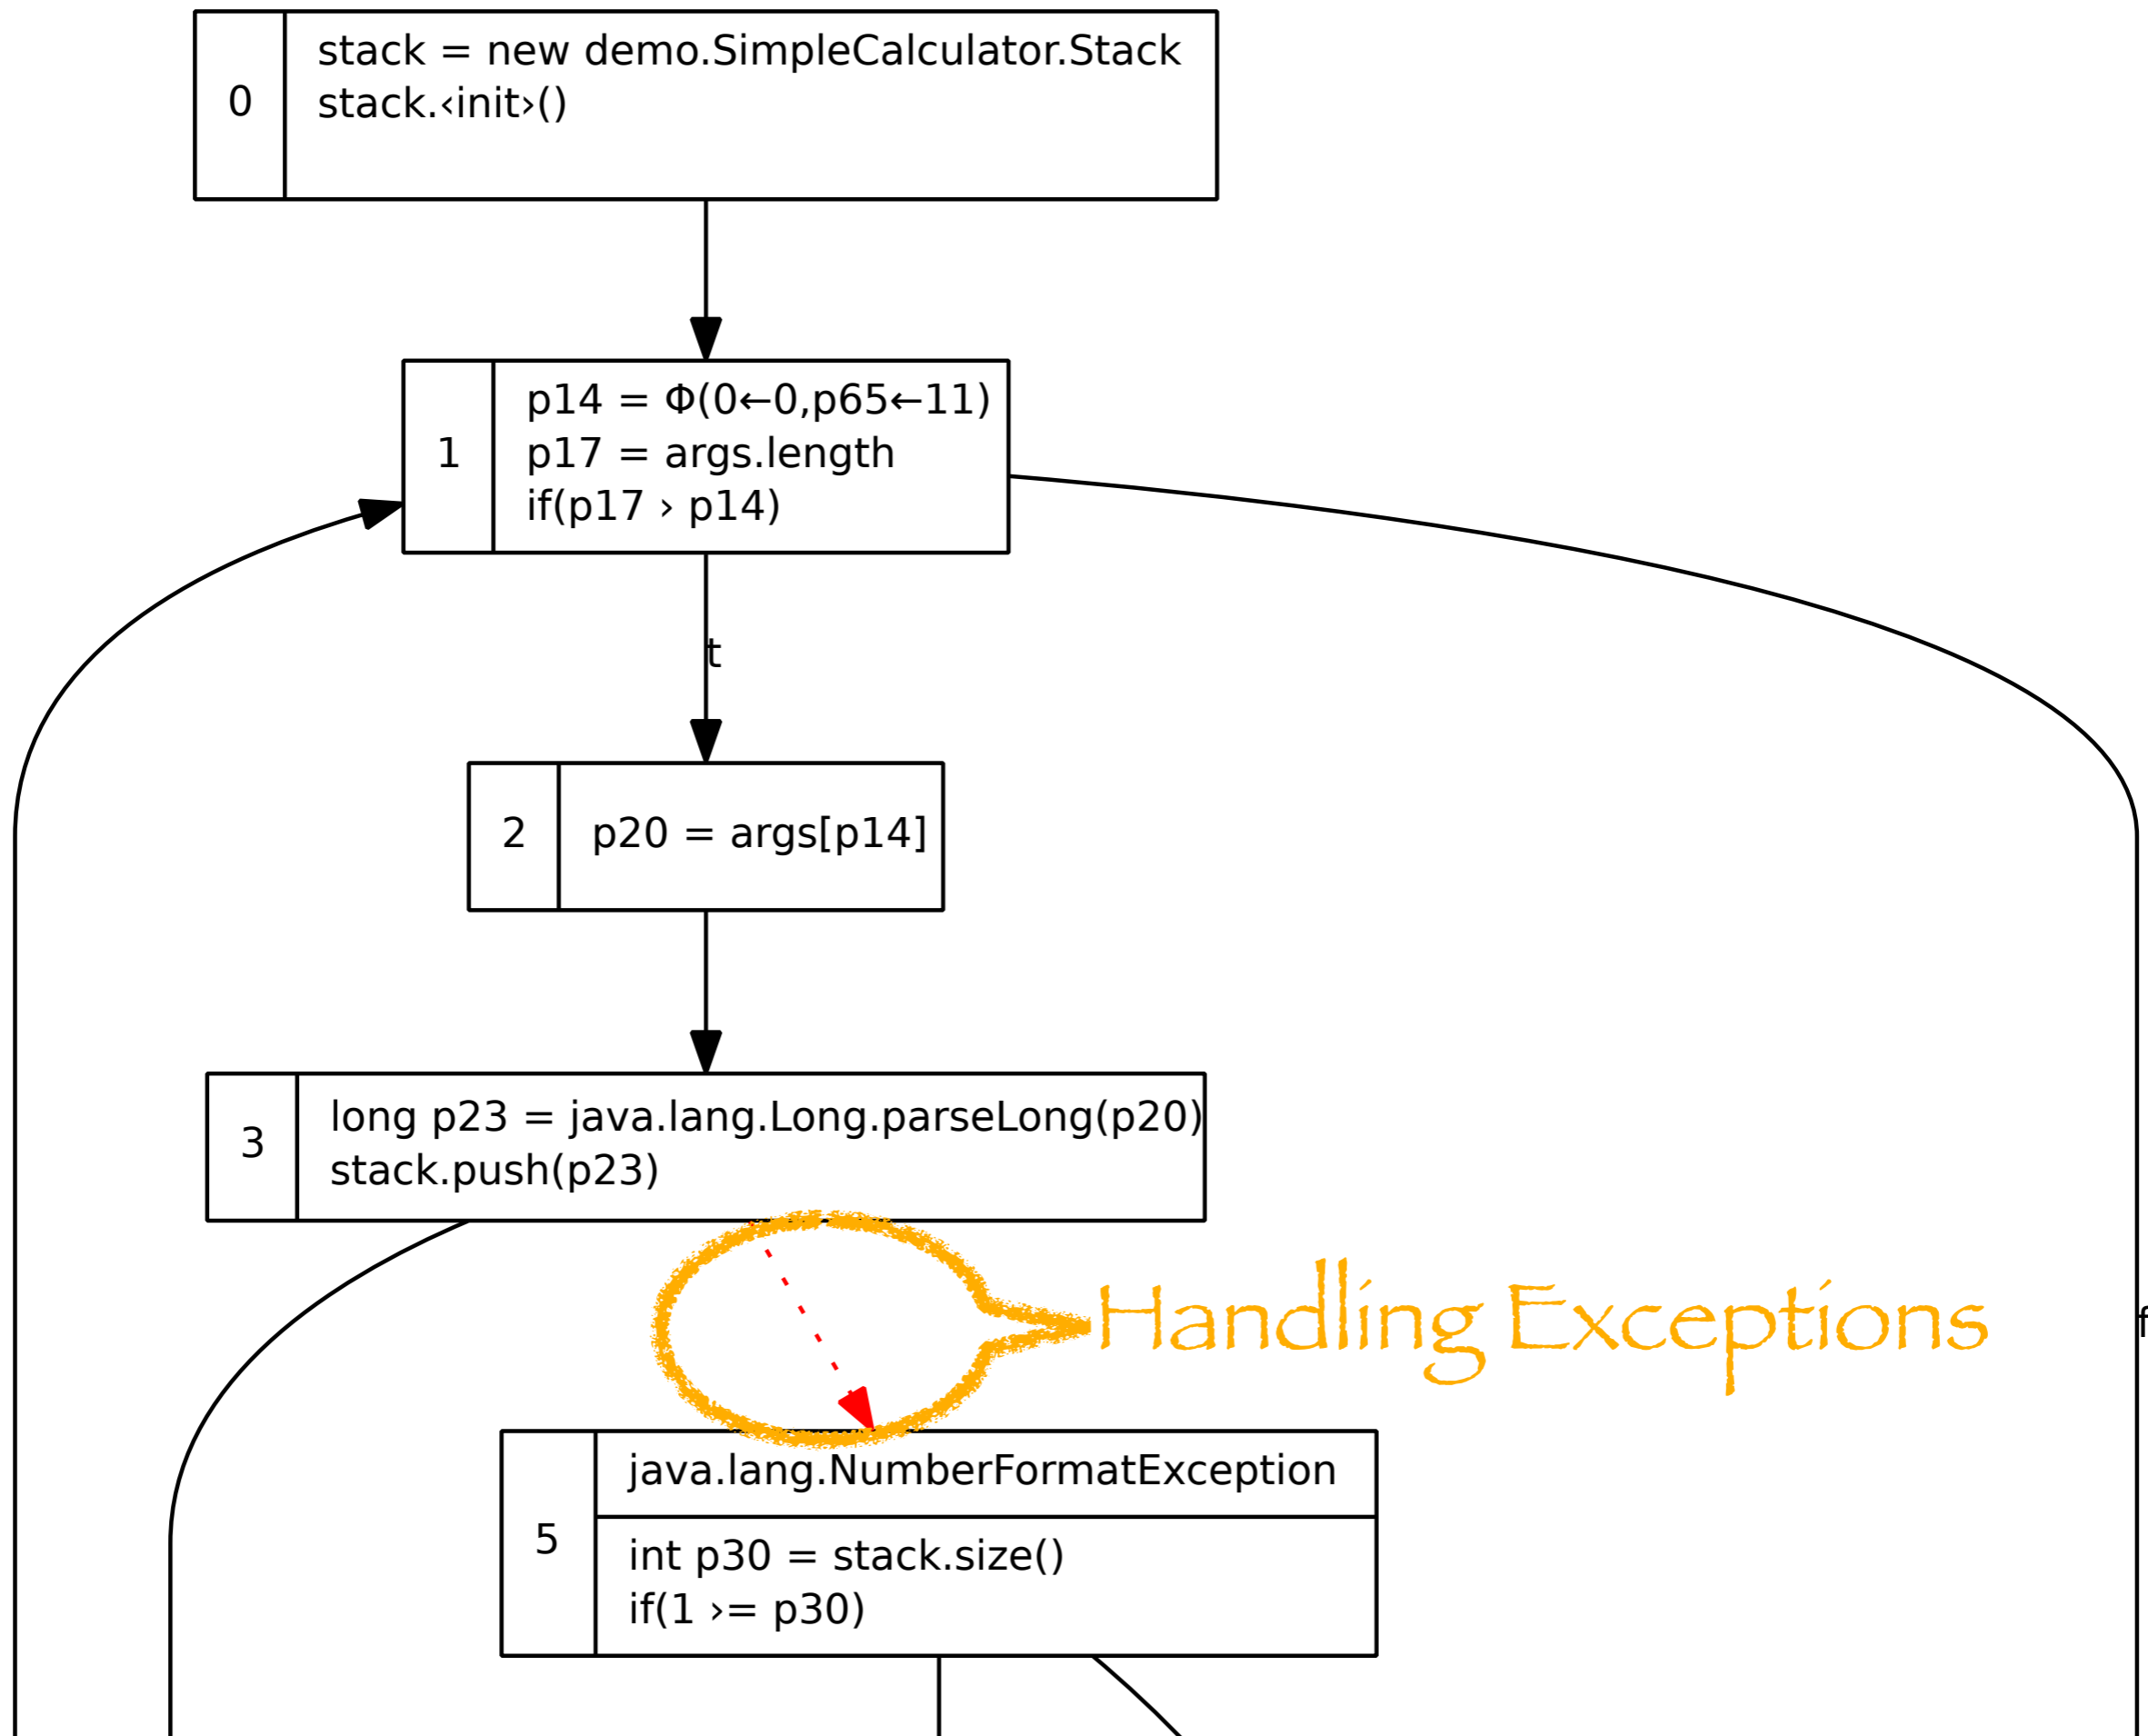 0
stack = new demo.SimpleCalculator.Stack
stack.‹init›()
1
p14 = Φ(0←0,p65←11)
p17 = args.length
if(p17 › p14)
t
2
p20 = args[p14]
3
long p23 = java.lang.Long.parseLong(p20)
stack.push(p23)
Handling Exceptions
f
5
java.lang.NumberFormatException
int p30 = stack.size()
if(1 ›= p30)